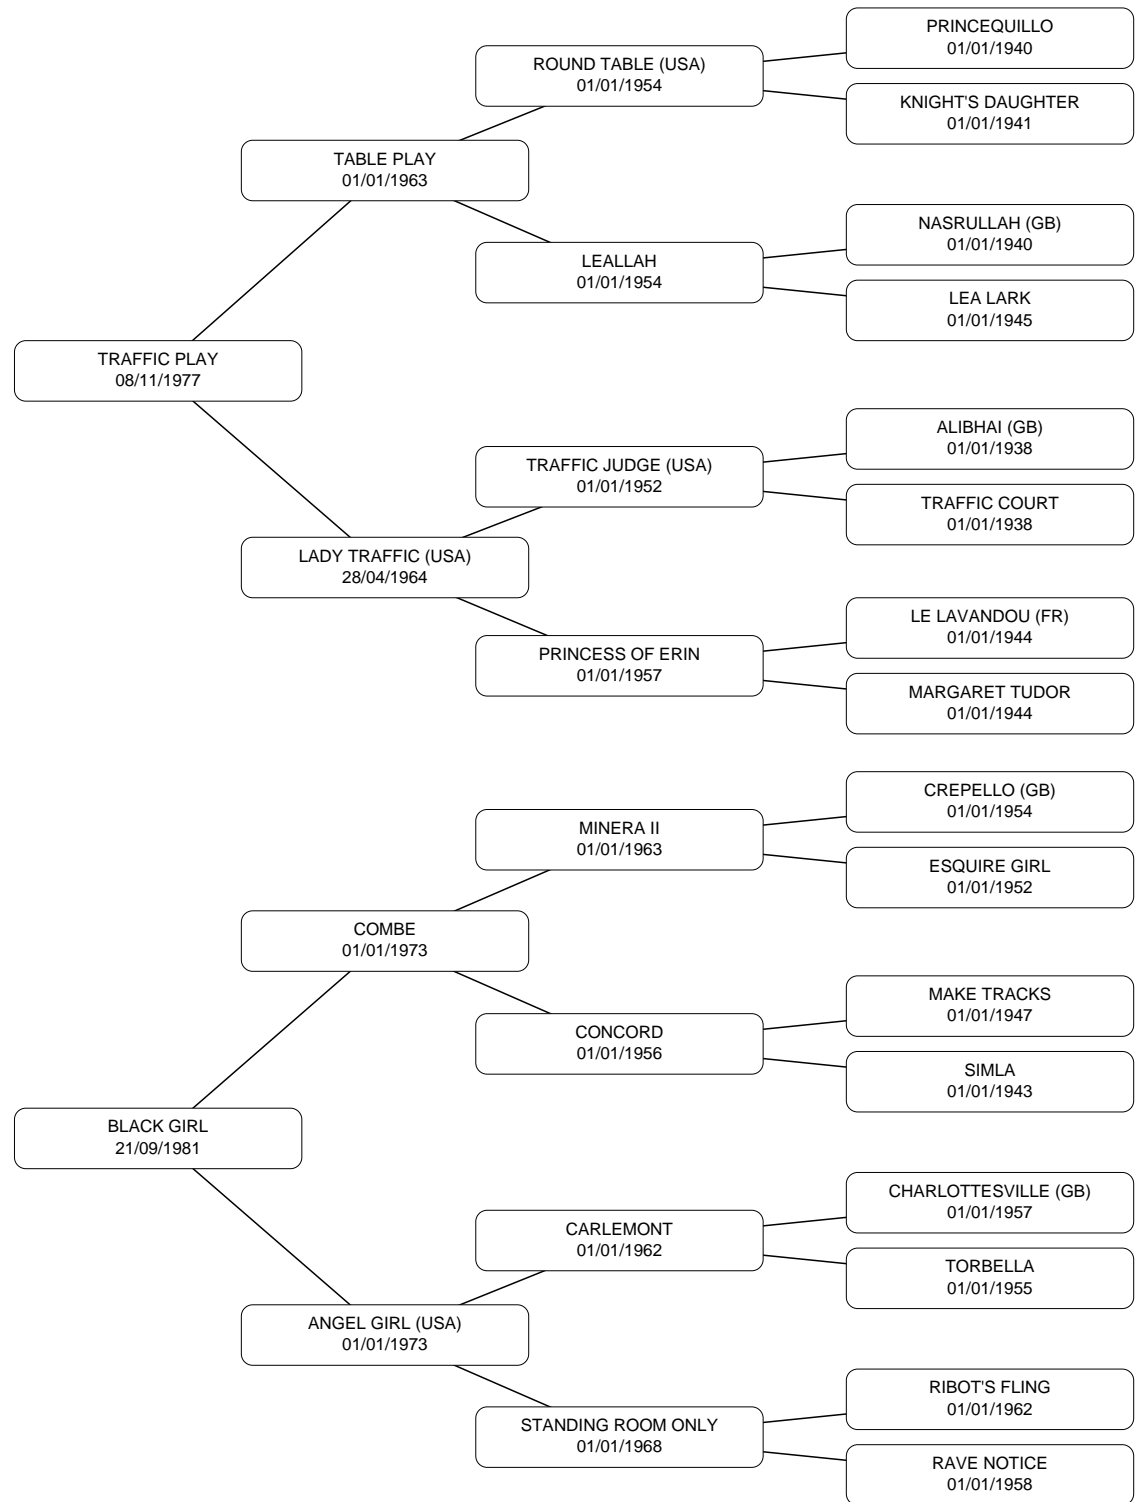 PRINCEQUILLO
01/01/1940
ROUND TABLE (USA)
01/01/1954
KNIGHT'S DAUGHTER
01/01/1941
TABLE PLAY
01/01/1963
NASRULLAH (GB)
01/01/1940
LEALLAH
01/01/1954
LEA LARK
01/01/1945
TRAFFIC PLAY
08/11/1977
ALIBHAI (GB)
01/01/1938
TRAFFIC JUDGE (USA)
01/01/1952
TRAFFIC COURT
01/01/1938
LADY TRAFFIC (USA)
28/04/1964
LE LAVANDOU (FR)
01/01/1944
PRINCESS OF ERIN
01/01/1957
MARGARET TUDOR
01/01/1944
CREPELLO (GB)
01/01/1954
MINERA II
01/01/1963
ESQUIRE GIRL
01/01/1952
COMBE
01/01/1973
MAKE TRACKS
01/01/1947
CONCORD
01/01/1956
SIMLA
01/01/1943
BLACK GIRL
21/09/1981
CHARLOTTESVILLE (GB)
01/01/1957
CARLEMONT
01/01/1962
TORBELLA
01/01/1955
ANGEL GIRL (USA)
01/01/1973
RIBOT'S FLING
01/01/1962
STANDING ROOM ONLY
01/01/1968
RAVE NOTICE
01/01/1958